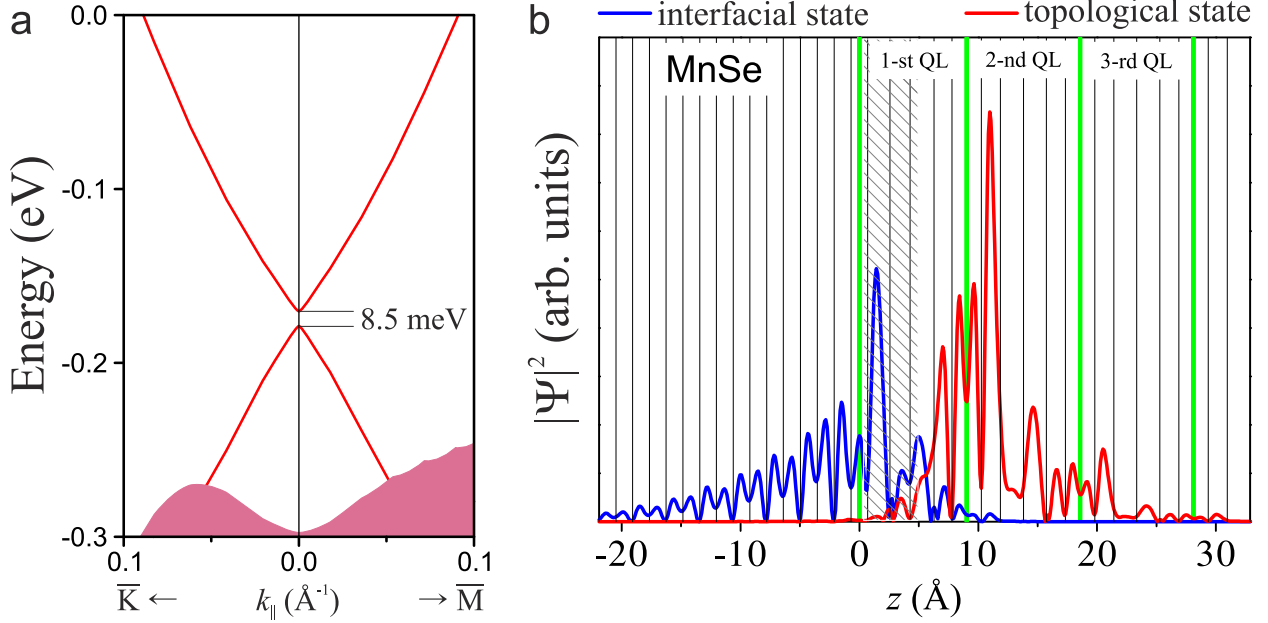 a
Energy (eV)
0.0
-0.1
-0.2
-0.3
8.5 meV
0.1 0.0 0.1
K̅ ← k∥ (Å⁻¹) → M̅
b
interfacial state topological state
MnSe
1-st QL 2-nd QL 3-rd QL
|Ψ|² (arb. units)
-20 -10 0 10 20 30
z (Å)